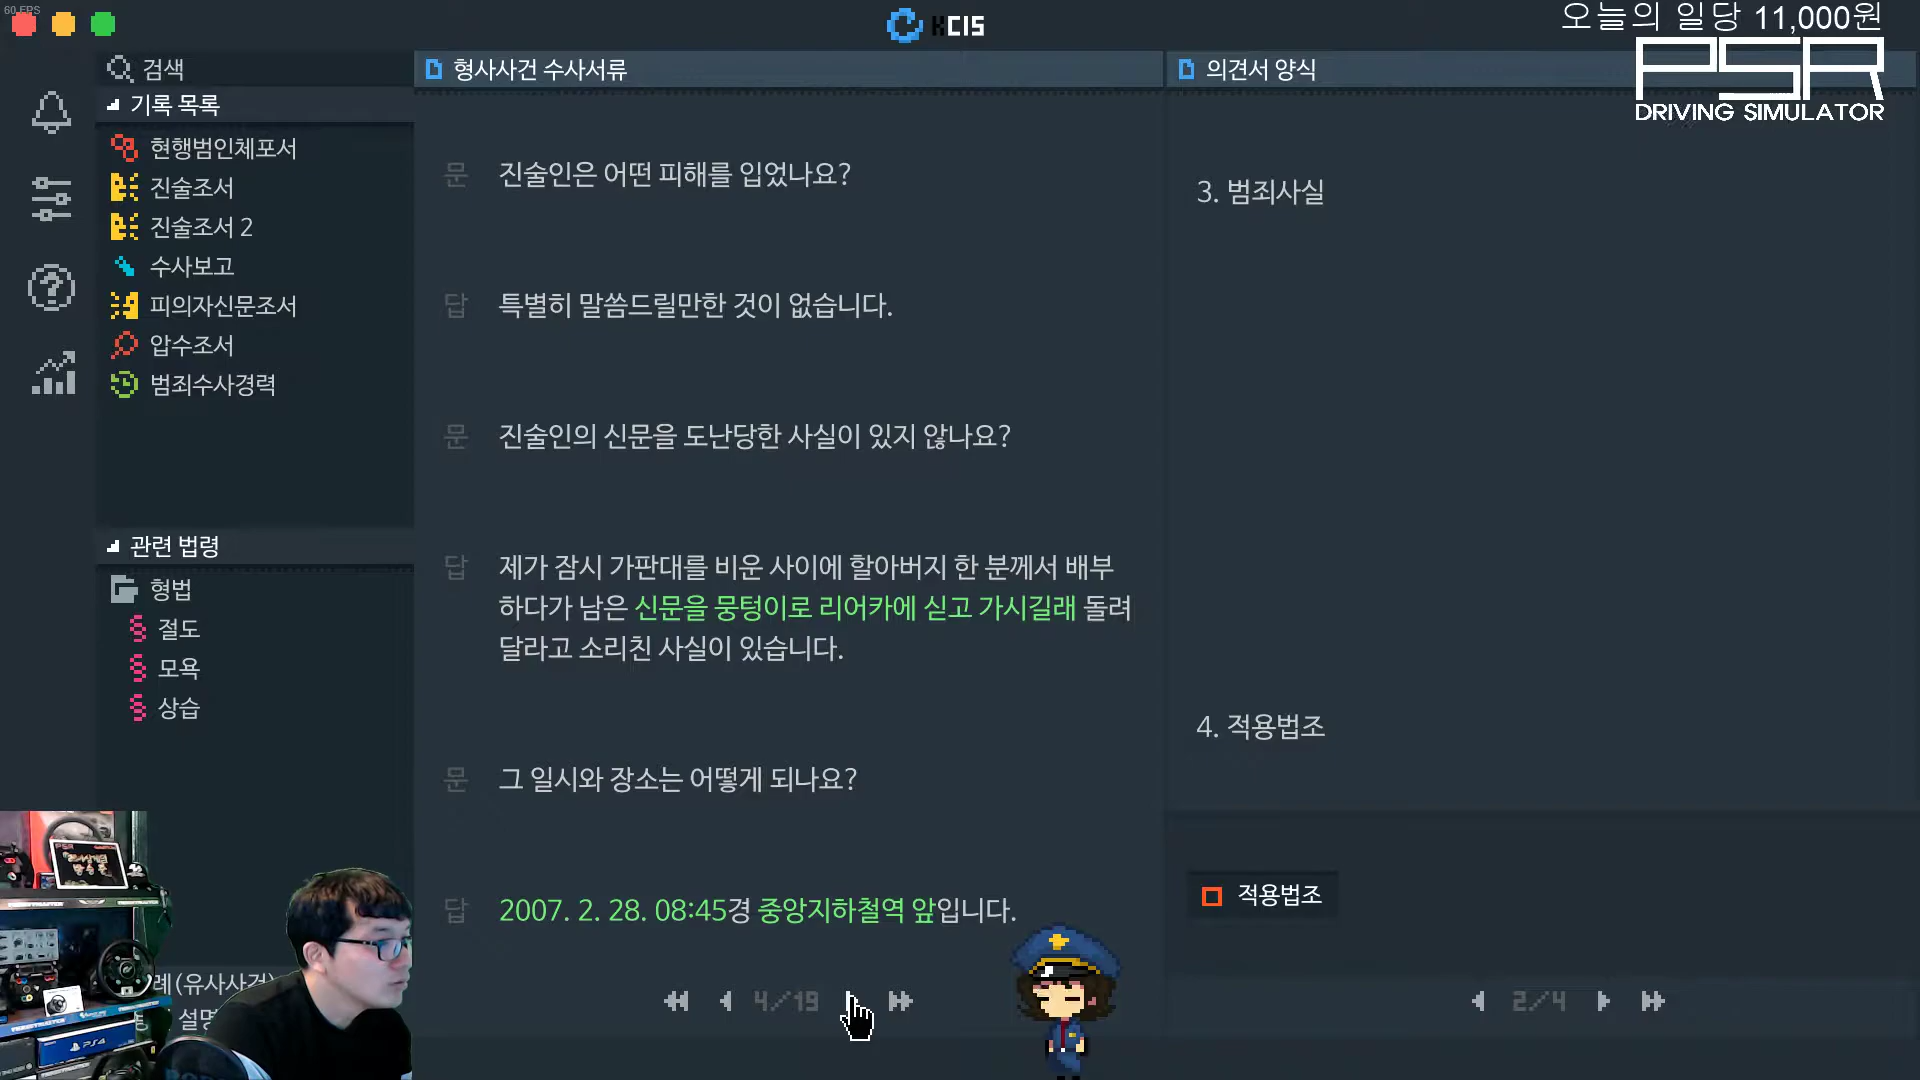 60 FPS
KCIS
오늘의 일당 11,000원
PSR
DRIVING SIMULATOR
검색
기록 목록
현행범인체포서
진술조서
진술조서 2
수사보고
피의자신문조서
압수조서
범죄수사경력
관련 법령
형법
절도
모욕
상습
례(유사사건)
설명
형사사건 수사서류
문 진술인은 어떤 피해를 입었나요?
답 특별히 말씀드릴만한 것이 없습니다.
문 진술인의 신문을 도난당한 사실이 있지 않나요?
답 제가 잠시 가판대를 비운 사이에 할아버지 한 분께서 배부
하다가 남은 신문을 뭉텅이로 리어카에 싣고 가시길래 돌려
달라고 소리친 사실이 있습니다.
문 그 일시와 장소는 어떻게 되나요?
답 2007. 2. 28. 08:45경 중앙지하철역 앞입니다.
4/19
의견서 양식
3. 범죄사실
4. 적용법조
적용법조
2/4
PS4